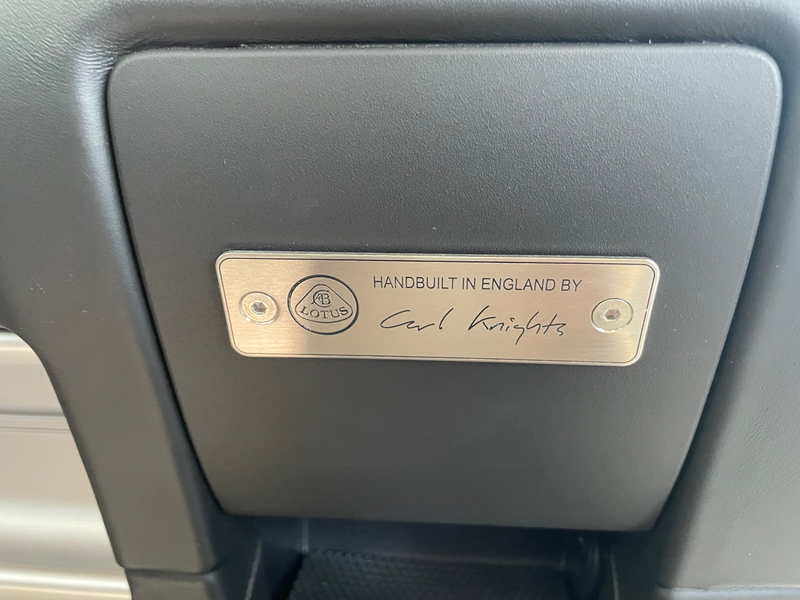 HANDBUILT IN ENGLAND BY
LOTUS
Carl Knights